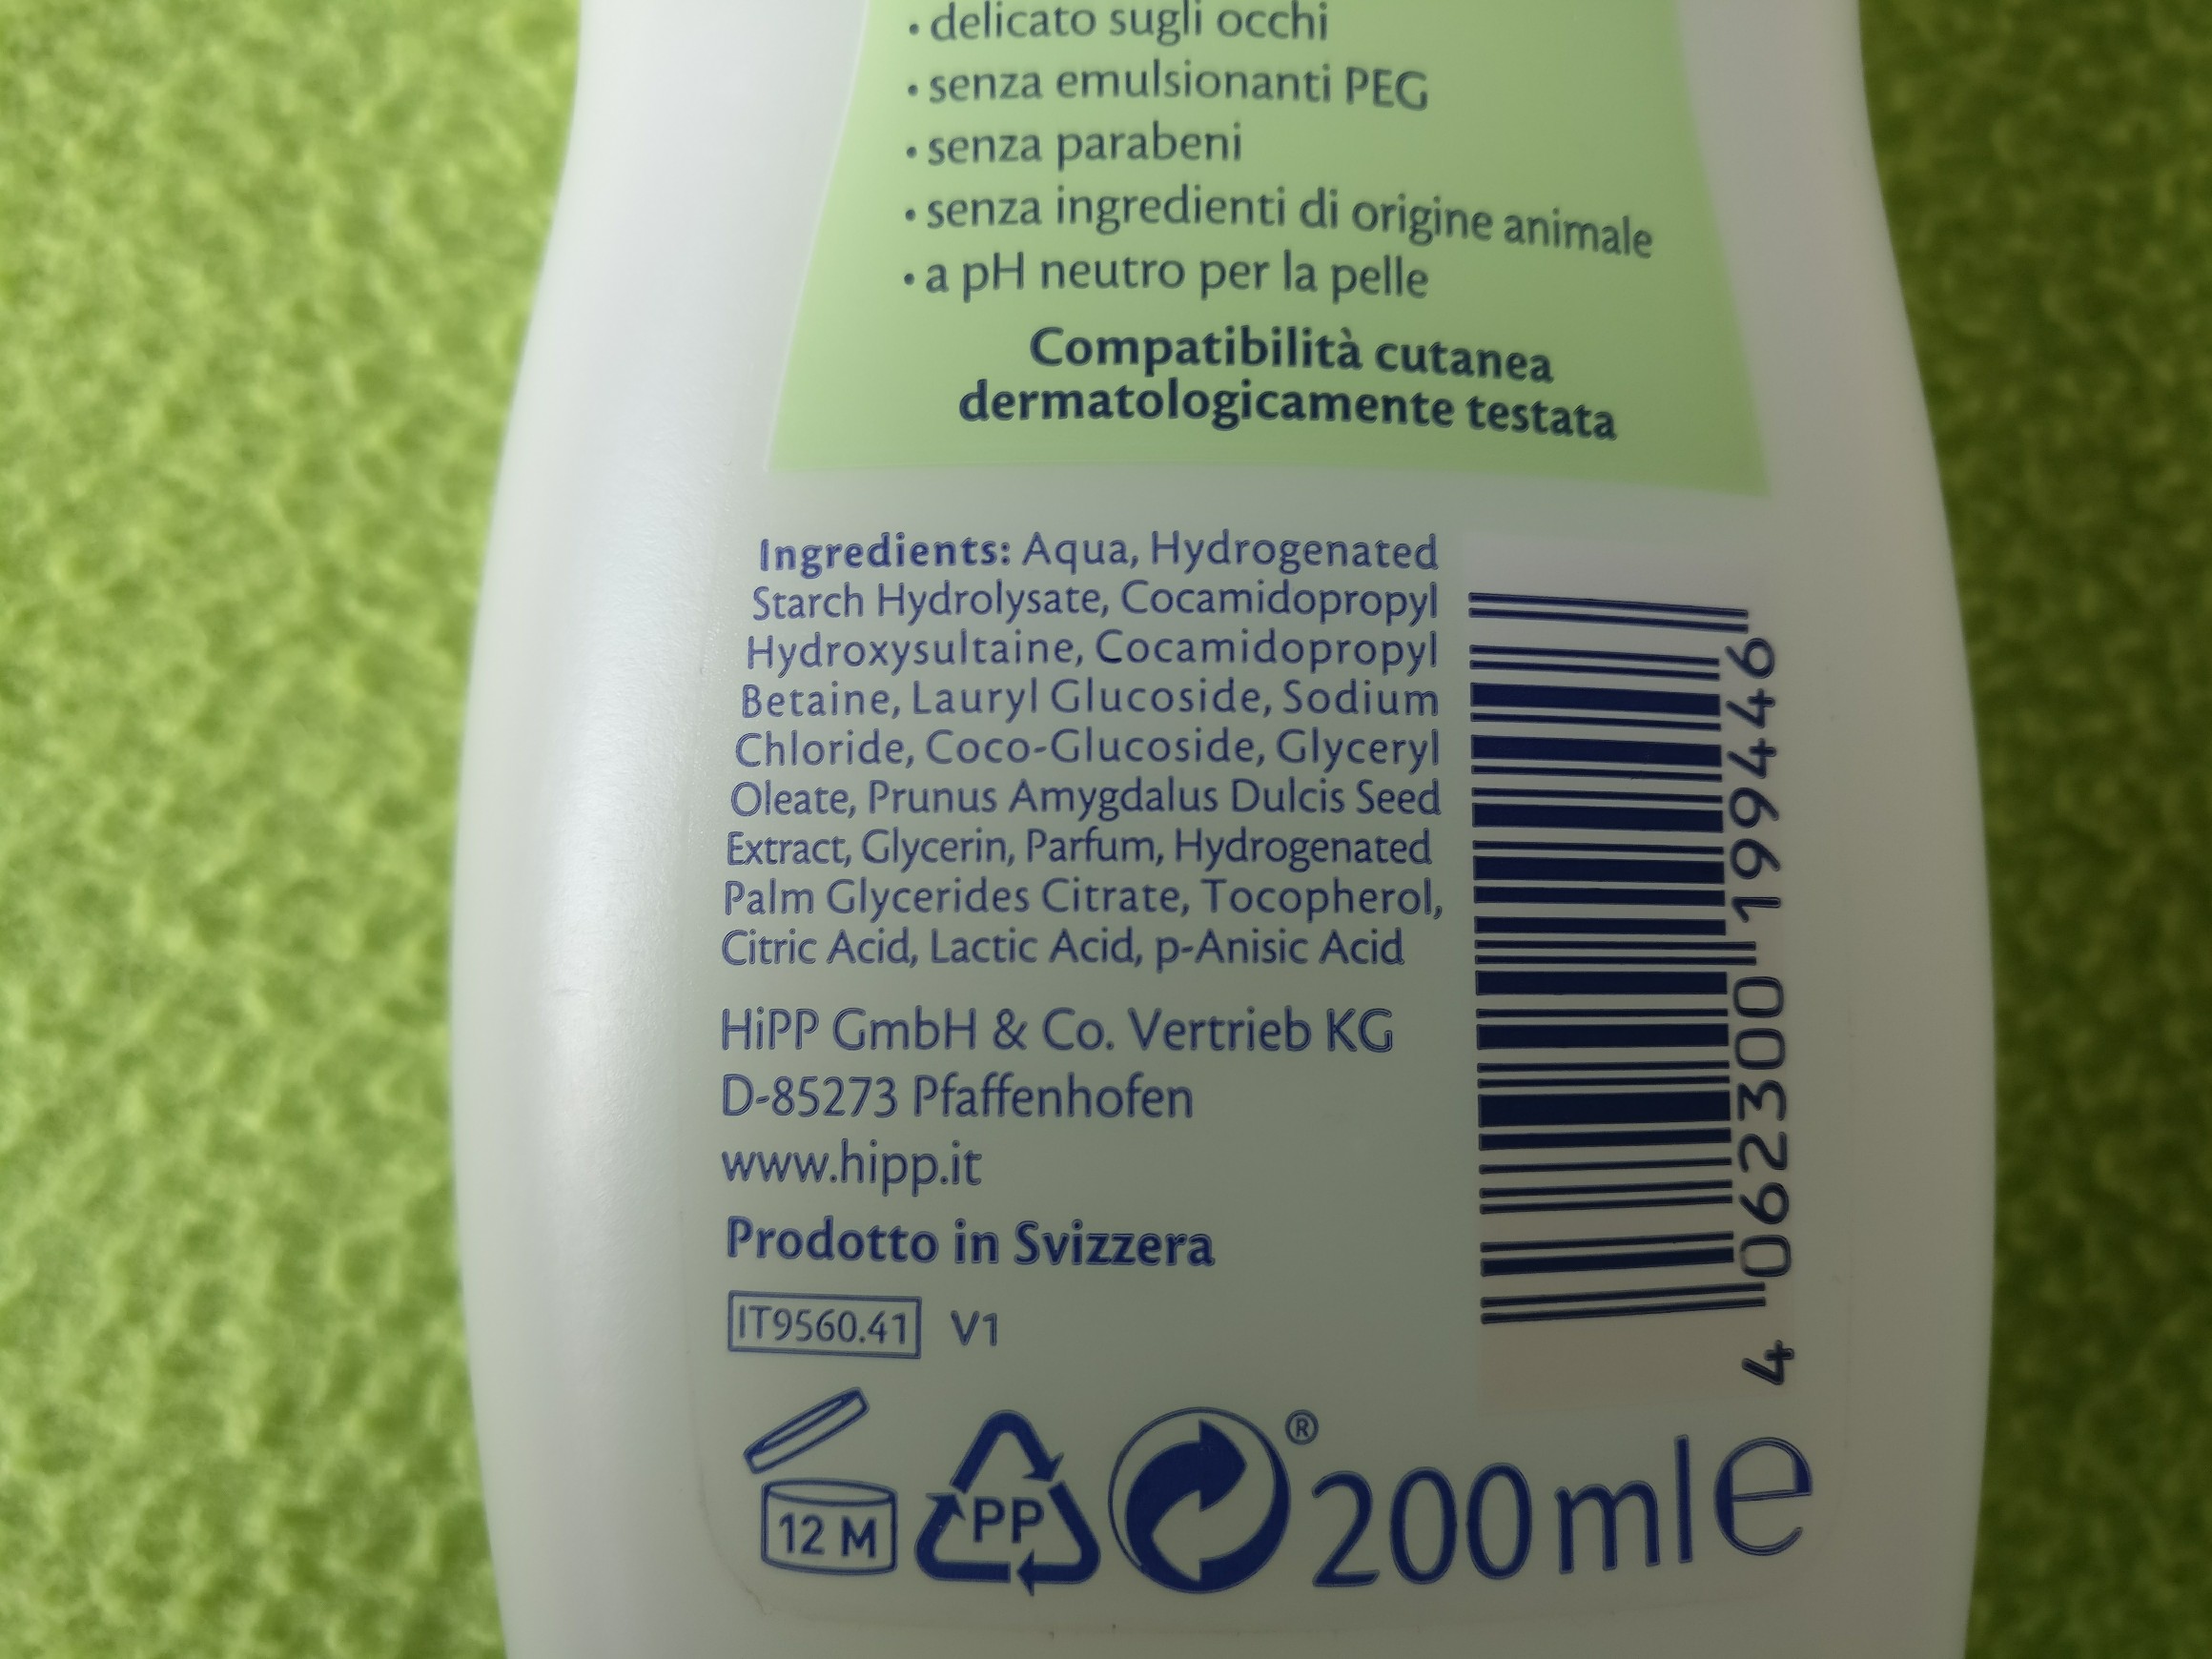 • delicato sugli occhi
• senza emulsionanti PEG
• senza parabeni
• senza ingredienti di origine animale
• a pH neutro per la pelle
Compatibilità cutanea
dermatologicamente testata
Ingredients: Aqua, Hydrogenated
Starch Hydrolysate, Cocamidopropyl
Hydroxysultaine, Cocamidopropyl
Betaine, Lauryl Glucoside, Sodium
Chloride, Coco-Glucoside, Glyceryl
Oleate, Prunus Amygdalus Dulcis Seed
Extract, Glycerin, Parfum, Hydrogenated
Palm Glycerides Citrate, Tocopherol,
Citric Acid, Lactic Acid, p-Anisic Acid
HiPP GmbH & Co. Vertrieb KG
D-85273 Pfaffenhofen
www.hipp.it
Prodotto in Svizzera
IT9560.41 V1
4 062300 199446
12 M
PP
®
200 ml e